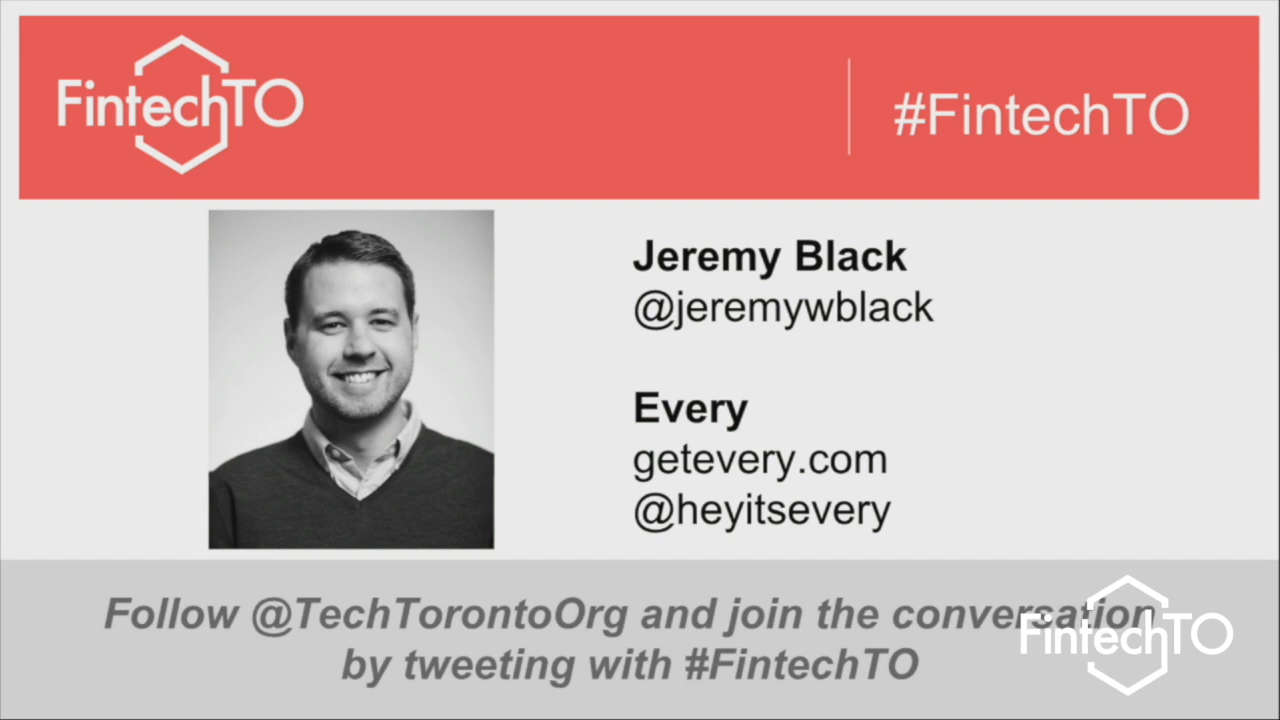 FintechTO
#FintechTO
Jeremy Black
@jeremywblack
Every
getevery.com
@heyitsevery
Follow @TechTorontoOrg and join the conversation
by tweeting with #FintechTO
FintechTO